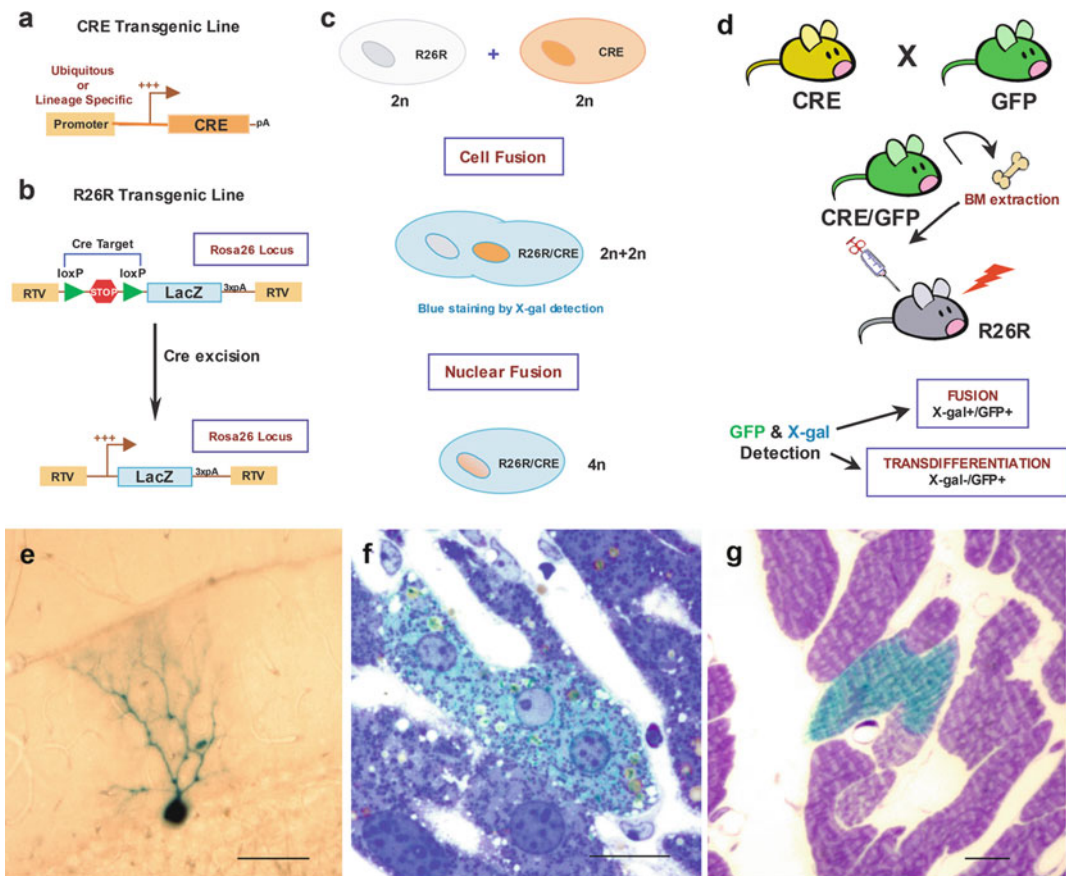 a
CRE Transgenic Line
Ubiquitous
or
Lineage Specific
+++
Promoter
CRE
pA
b
R26R Transgenic Line
Cre Target
Rosa26 Locus
loxP
loxP
RTV
STOP
LacZ
3xpA
RTV
Cre excision
+++
Rosa26 Locus
RTV
LacZ
3xpA
RTV
c
R26R
+
CRE
2n
2n
Cell Fusion
R26R/CRE
2n+2n
Blue staining by X-gal detection
Nuclear Fusion
R26R/CRE
4n
d
X
CRE
GFP
CRE/GFP
BM extraction
R26R
FUSION
X-gal+/GFP+
GFP & X-gal
Detection
TRANSDIFFERENTIATION
X-gal-/GFP+
e
f
g